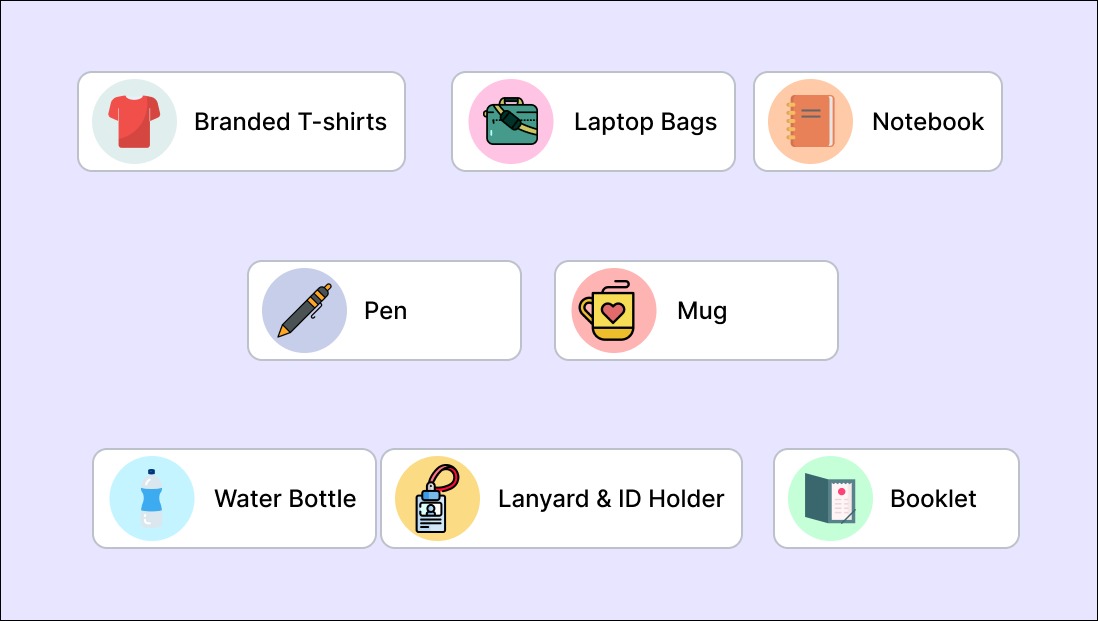 Branded T-shirts
Laptop Bags
Notebook
Pen
Mug
Water Bottle
Lanyard & ID Holder
Booklet